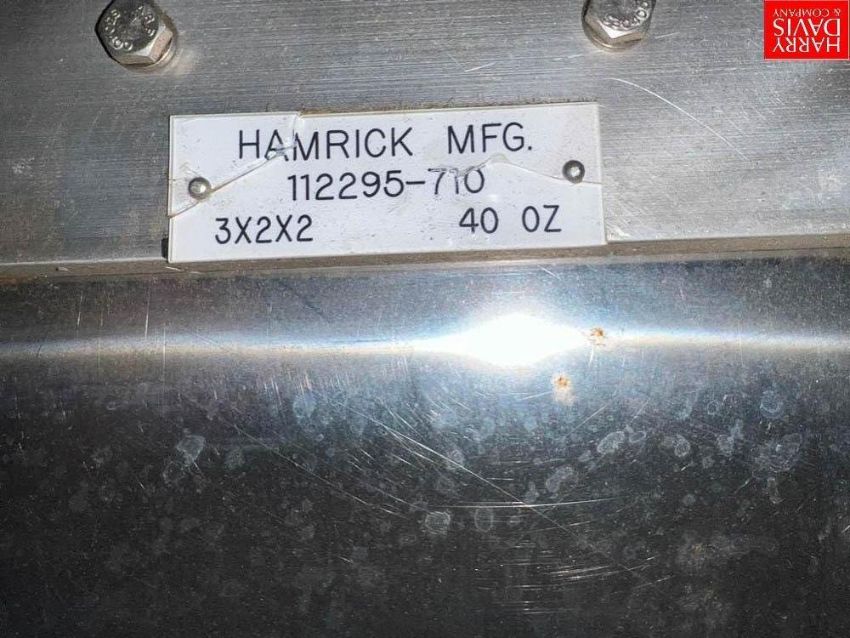 HAMRICK MFG.
112295-710
3X2X2 40 OZ
HARRY
DAVIS
& COMPANY